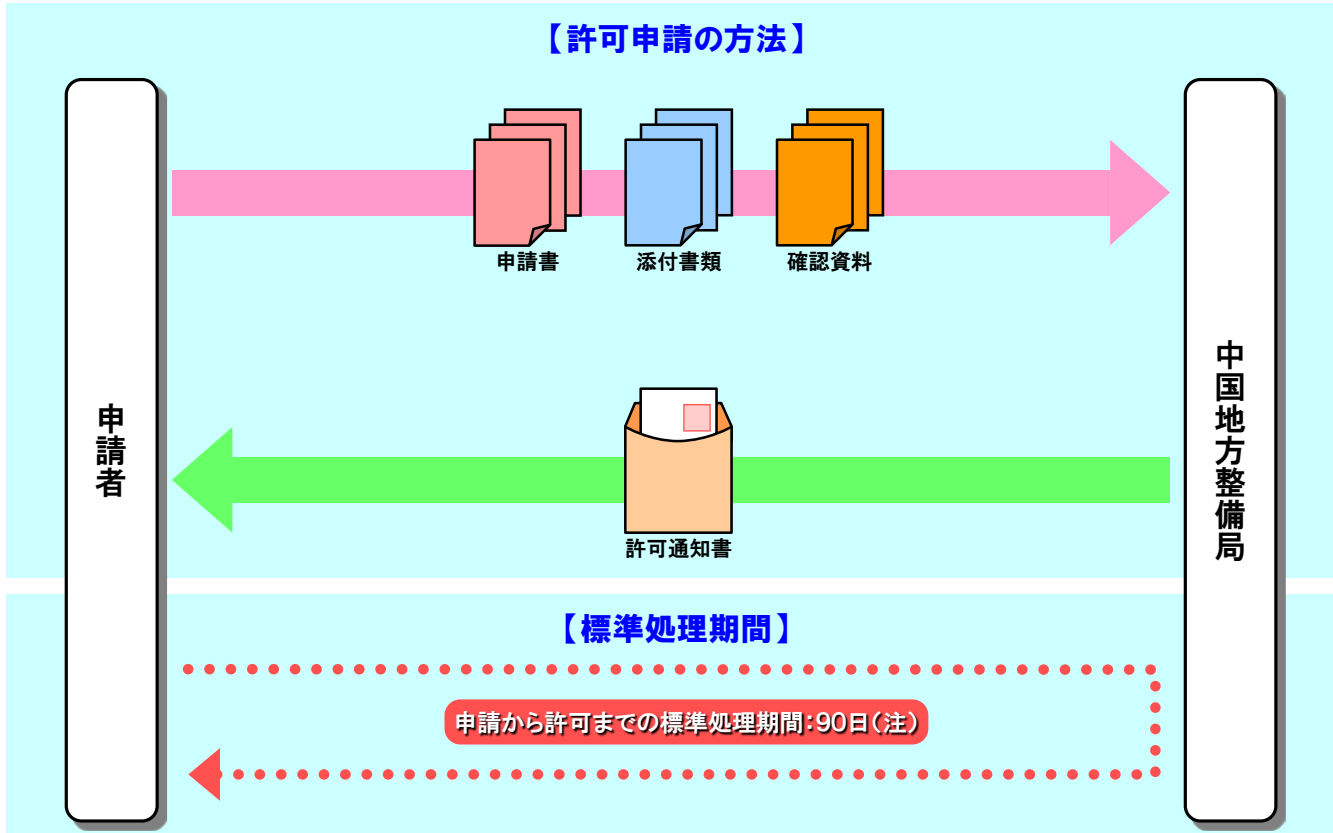 【許可申請の方法】
申請書
添付書類
確認資料
申請者
中国地方整備局
許可通知書
【標準処理期間】
申請から許可までの標準処理期間：90日（注）